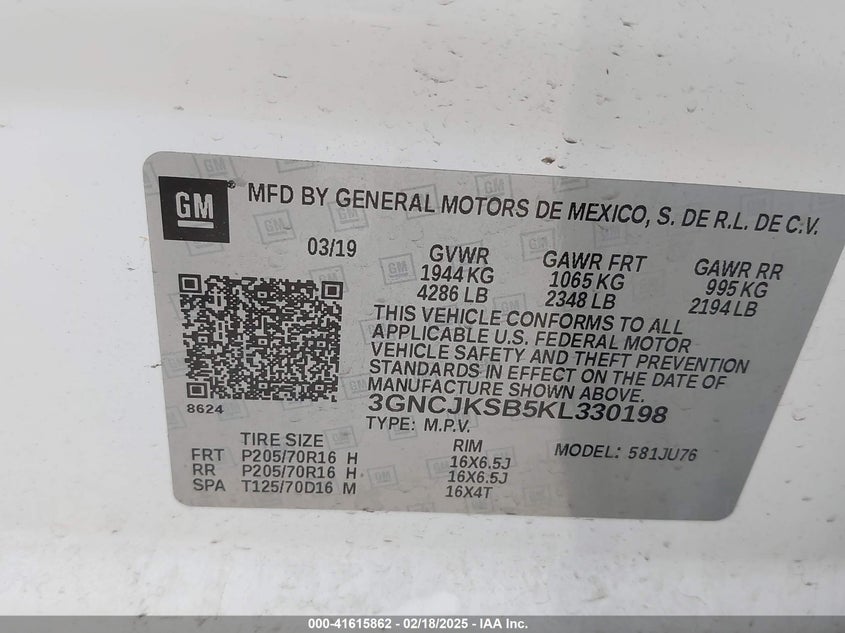 GM
MFD BY GENERAL MOTORS DE MEXICO, S. DE R.L. DE C.V.
03/19
GVWR
1944 KG
4286 LB
GAWR FRT
1065 KG
2348 LB
GAWR RR
995 KG
2194 LB
THIS VEHICLE CONFORMS TO ALL
APPLICABLE U.S. FEDERAL MOTOR
VEHICLE SAFETY AND THEFT PREVENTION
STANDARDS IN EFFECT ON THE DATE OF
MANUFACTURE SHOWN ABOVE.
8624
3GNCJKSB5KL330198
TYPE: M.P.V.
MODEL: 581JU76
TIRE SIZE RIM
FRT P205/70R16 H 16X6.5J
RR P205/70R16 H 16X6.5J
SPA T125/70D16 M 16X4T
000-41615862 - 02/18/2025 - IAA Inc.